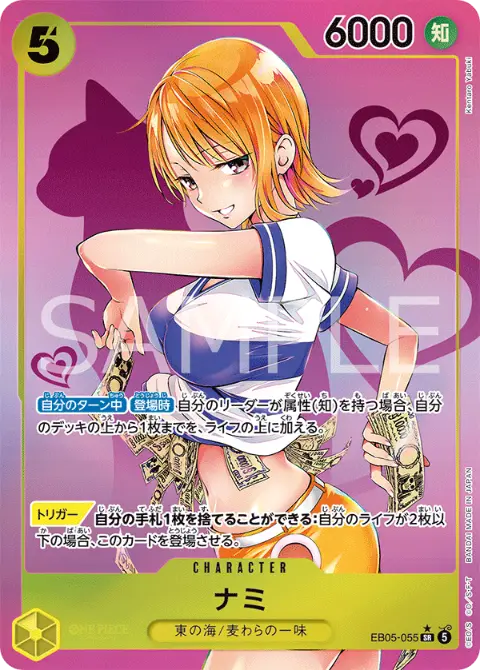 5
6000 知
Kentaro Yabuki
SAMPLE
自分のターン中 登場時 自分のリーダーが属性(知)を持つ場合、自分
のデッキの上から1枚までを、ライフの上に加える。
トリガー 自分の手札1枚を捨てることができる:自分のライフが2枚以
下の場合、このカードを登場させる。
CHARACTER
ナミ
東の海/麦わらの一味
ONE PIECE
EB05-055 SR 5
BANDAI MADE IN JAPAN